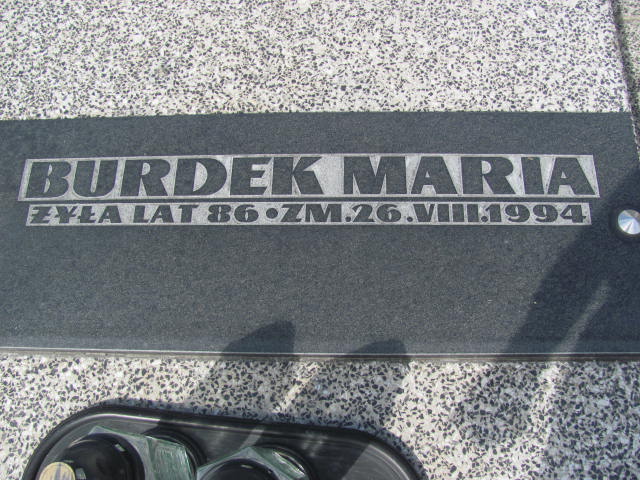 BURDEK MARIA
ŻYŁA LAT 86 • ZM.26.VIII.1994